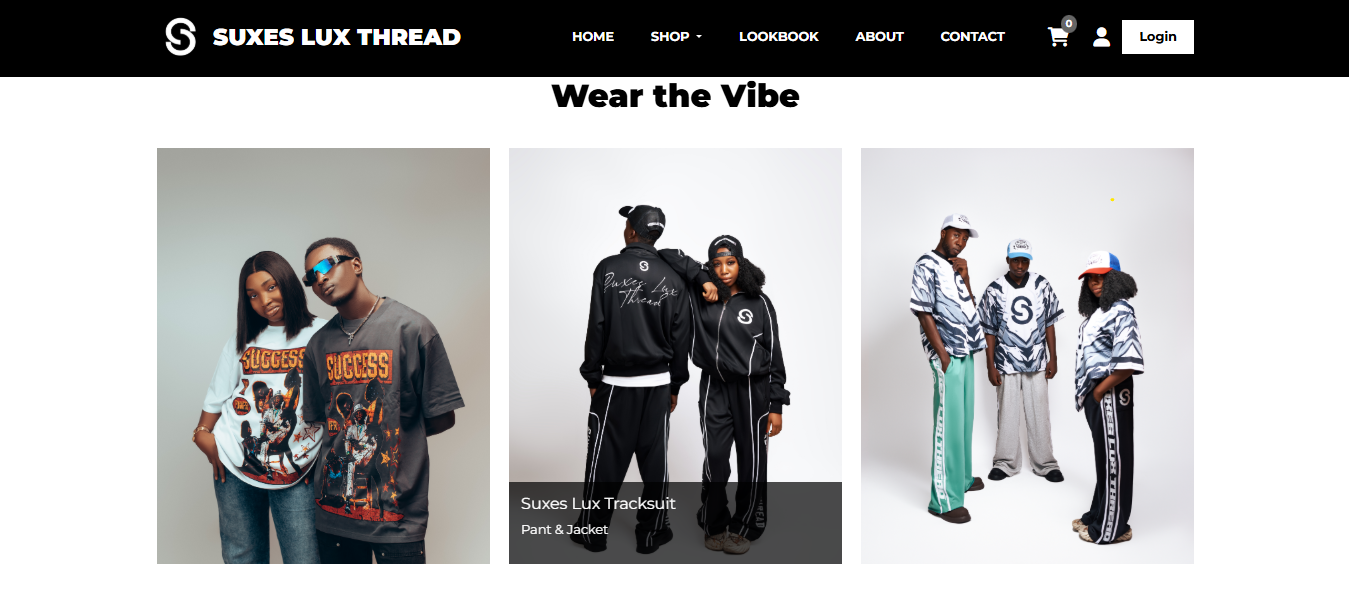 SUXES LUX THREAD
HOME
SHOP
LOOKBOOK
ABOUT
CONTACT
0
Login
Wear the Vibe
SUCCESS
SUCCESS
Suxes Lux
Thread
Suxes Lux Tracksuit
Pant & Jacket